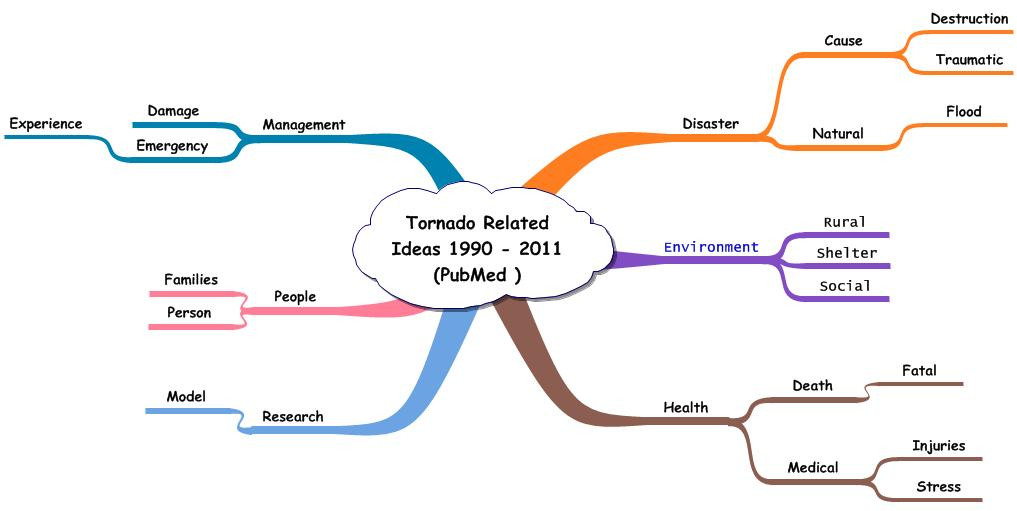 Tornado Related
Ideas 1990 - 2011
(PubMed )
Disaster
Cause
Destruction
Traumatic
Natural
Flood
Environment
Rural
Shelter
Social
Health
Death
Fatal
Medical
Injuries
Stress
Management
Damage
Emergency
Experience
People
Families
Person
Research
Model